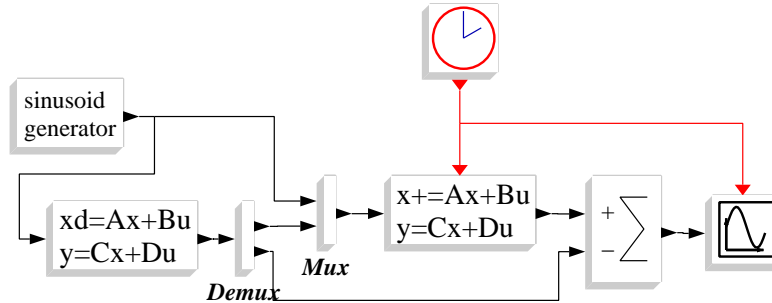 sinusoid
generator
xd=Ax+Bu
y=Cx+Du
Demux
Mux
x+=Ax+Bu
y=Cx+Du
+
−